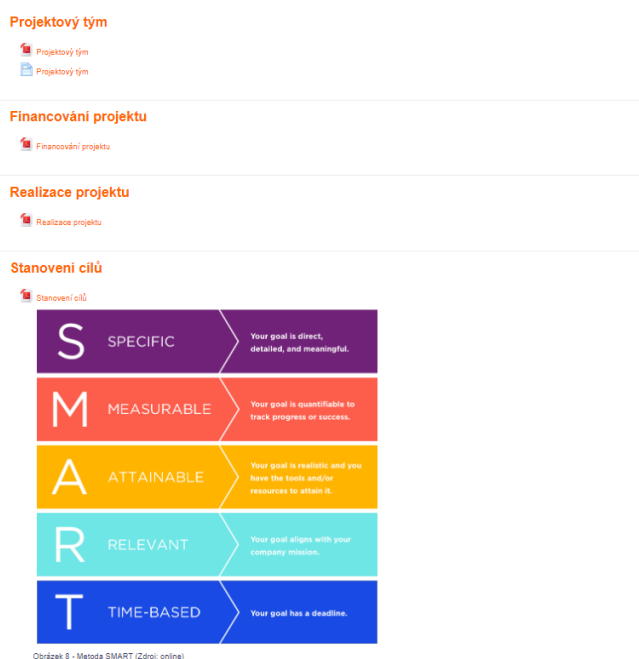 Projektový tým
Projektový tým
Projektový tým
Financování projektu
Financování projektu
Realizace projektu
Realizace projektu
Stanovení cílů
Stanovení cílů
S SPECIFIC
Your goal is direct,
detailed, and meaningful.
M MEASURABLE
Your goal is quantifiable to
track progress or success.
A ATTAINABLE
Your goal is realistic and you
have the tools and/or
resources to attain it.
R RELEVANT
Your goal aligns with your
company mission.
T TIME-BASED
Your goal has a deadline.
Obrázek 8 - Metoda SMART (Zdroj: online)